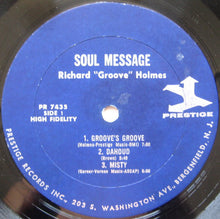 SOUL MESSAGE
Richard "Groove" Holmes
PR 7435
SIDE 1
HIGH FIDELITY
PRESTIGE
1. GROOVE'S GROOVE
(Holmes-Prestige Music-BMI) 7:00
2. DAHOUD
(Brown) 5:40
3. MISTY
(Garner-Vernon Music-ASCAP) 6:00
PRESTIGE RECORDS INC., 203 S. WASHINGTON AVE., BERGENFIELD, N.J.